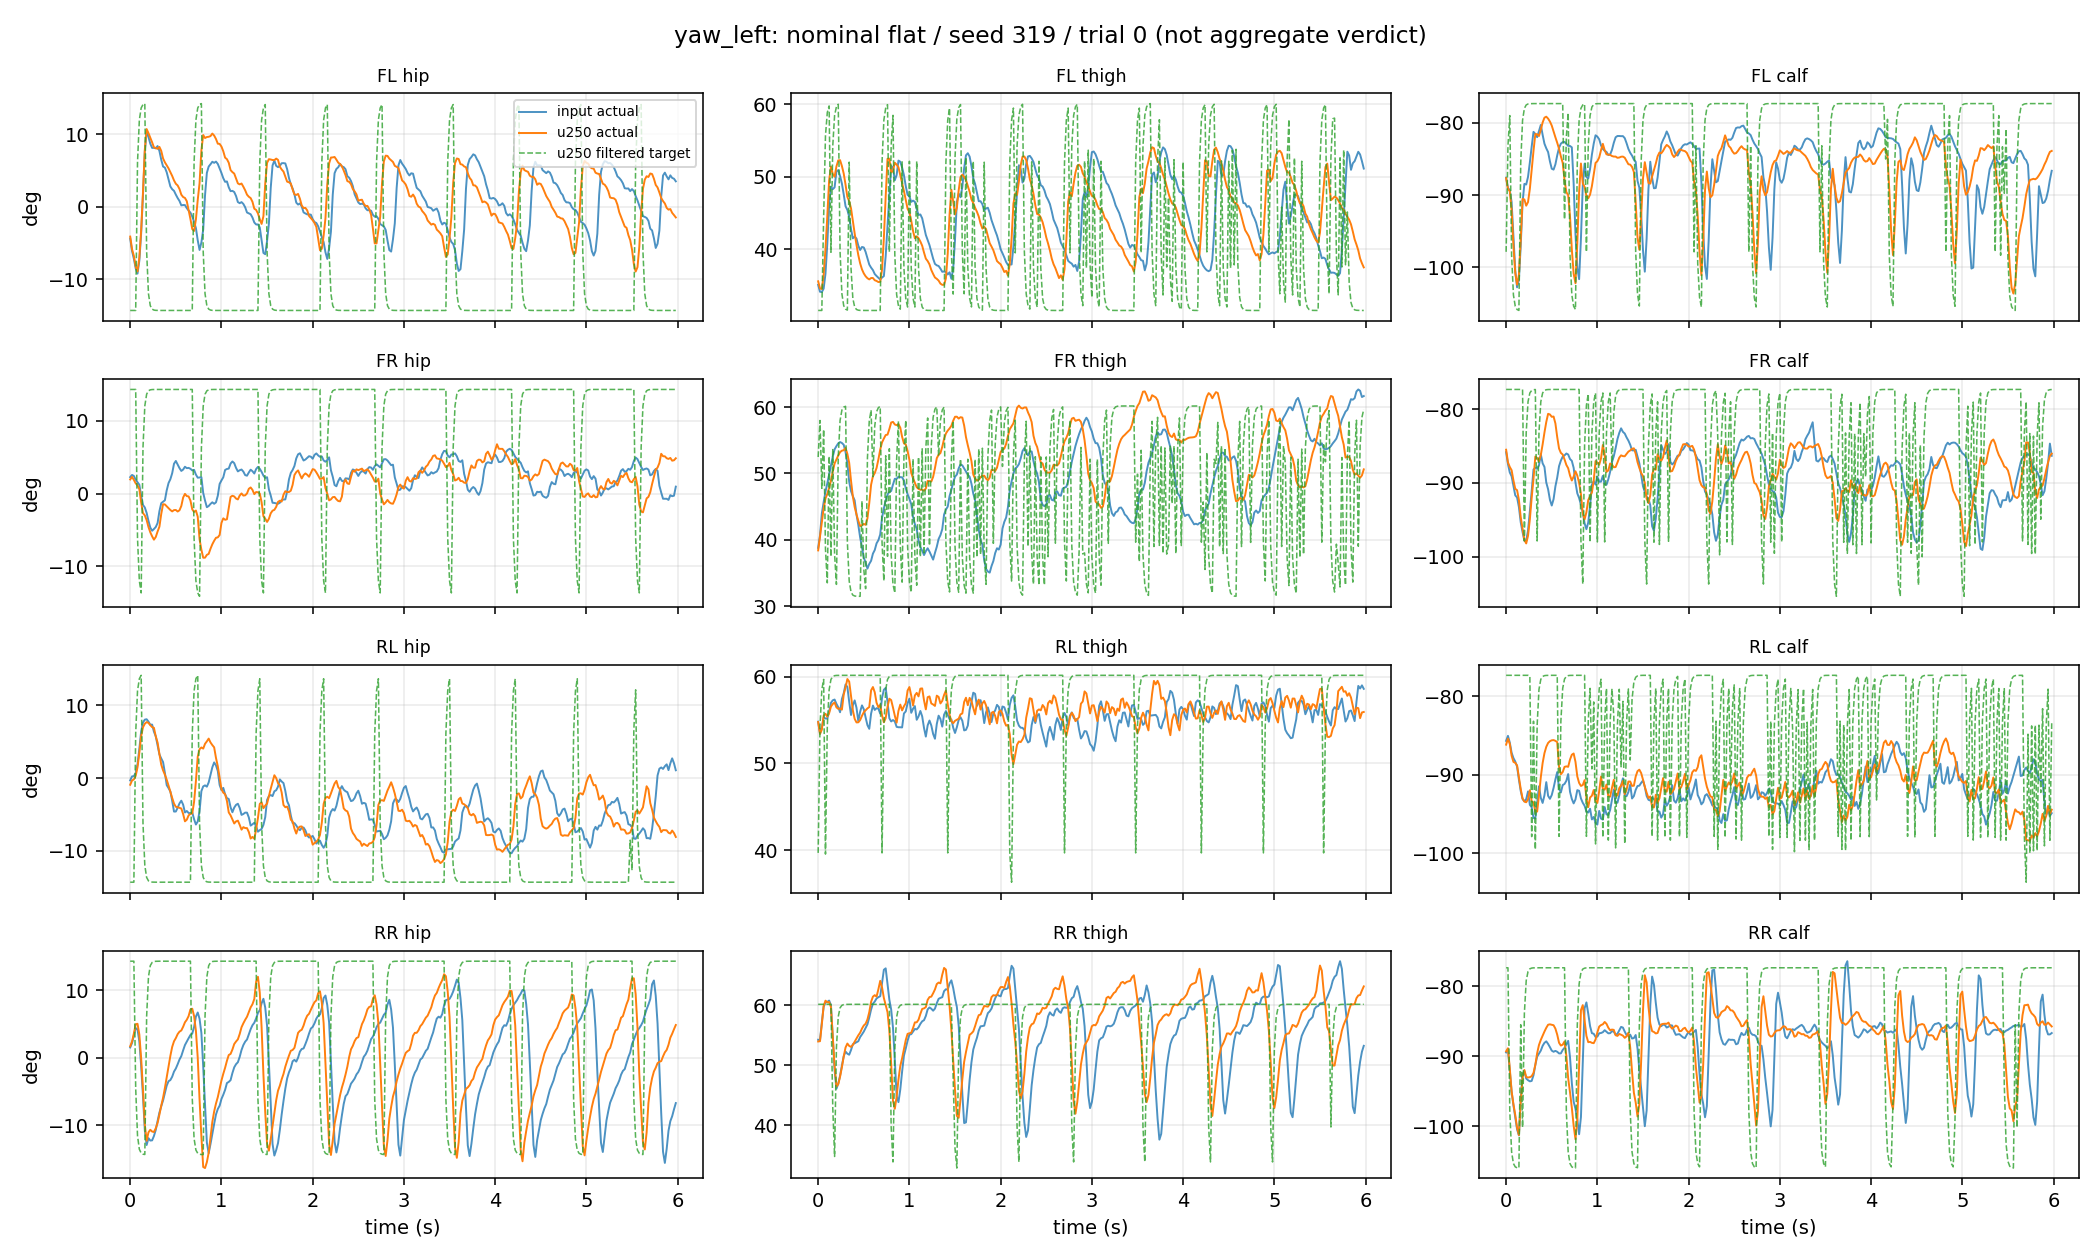 yaw_left: nominal flat / seed 319 / trial 0 (not aggregate verdict)
FL hip
FL thigh
FL calf
input actual
u250 actual
u250 filtered target
deg
10
0
−10
60
50
40
−80
−90
−100
FR hip
FR thigh
FR calf
deg
10
0
−10
60
50
40
30
−80
−90
−100
RL hip
RL thigh
RL calf
deg
10
0
−10
60
50
40
−80
−90
−100
RR hip
RR thigh
RR calf
deg
10
0
−10
60
50
40
−80
−90
−100
0 1 2 3 4 5 6
0 1 2 3 4 5 6
0 1 2 3 4 5 6
time (s)
time (s)
time (s)